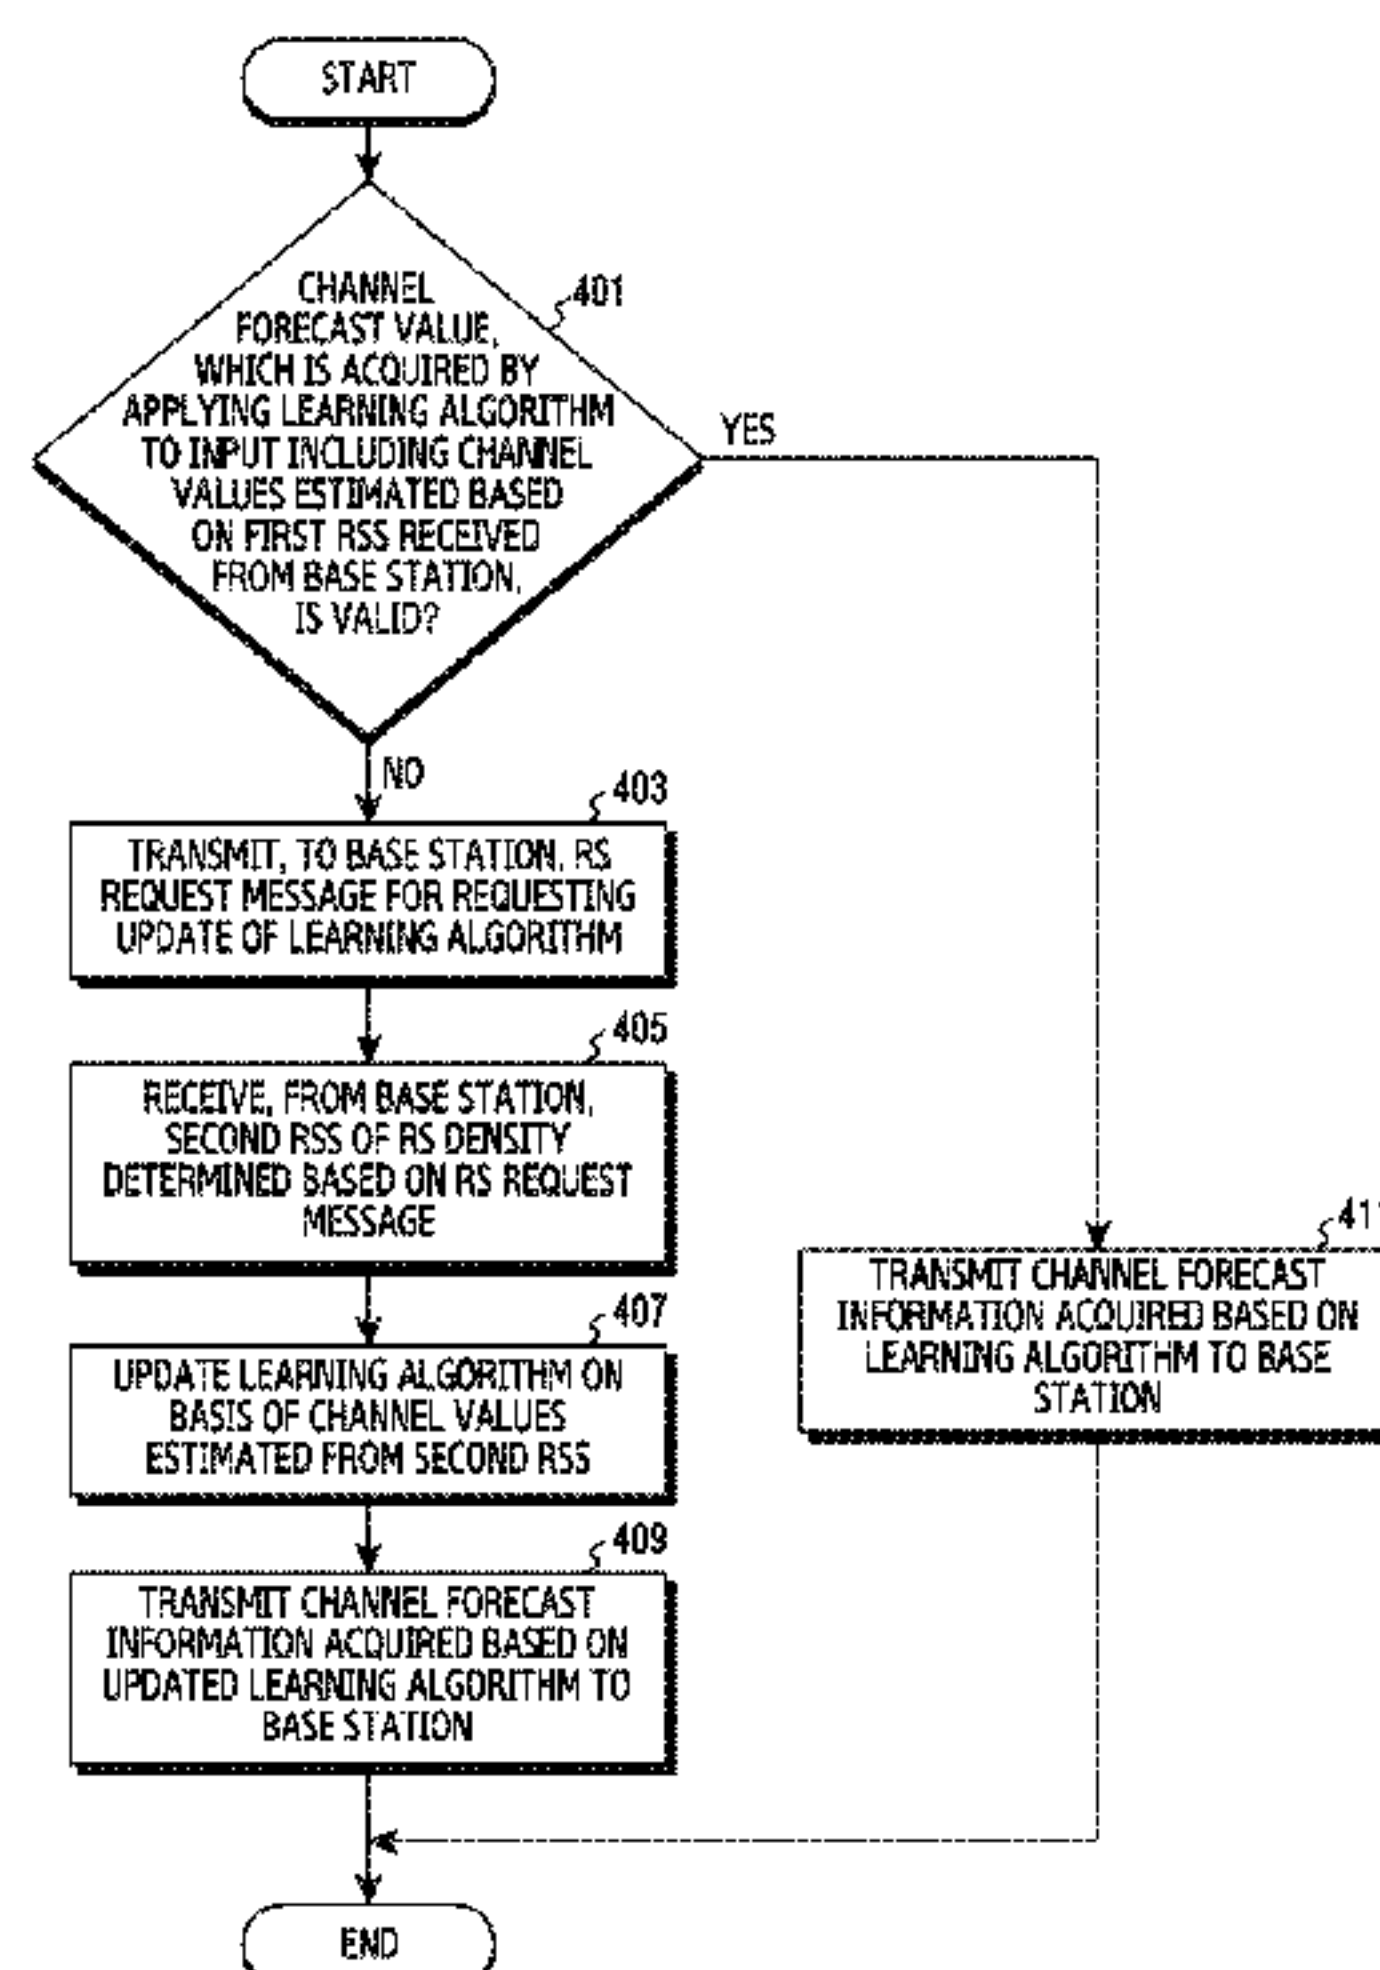 START
CHANNEL
FORECAST VALUE,
WHICH IS ACQUIRED BY
APPLYING LEARNING ALGORITHM
TO INPUT INCLUDING CHANNEL
VALUES ESTIMATED BASED
ON FIRST RSS RECEIVED
FROM BASE STATION,
IS VALID?
401
YES
NO
403
TRANSMIT, TO BASE STATION, RS
REQUEST MESSAGE FOR REQUESTING
UPDATE OF LEARNING ALGORITHM
405
RECEIVE, FROM BASE STATION,
SECOND RSS OF RS DENSITY
DETERMINED BASED ON RS REQUEST
MESSAGE
407
UPDATE LEARNING ALGORITHM ON
BASIS OF CHANNEL VALUES
ESTIMATED FROM SECOND RSS
409
TRANSMIT CHANNEL FORECAST
INFORMATION ACQUIRED BASED ON
UPDATED LEARNING ALGORITHM TO
BASE STATION
411
TRANSMIT CHANNEL FORECAST
INFORMATION ACQUIRED BASED ON
LEARNING ALGORITHM TO BASE
STATION
END